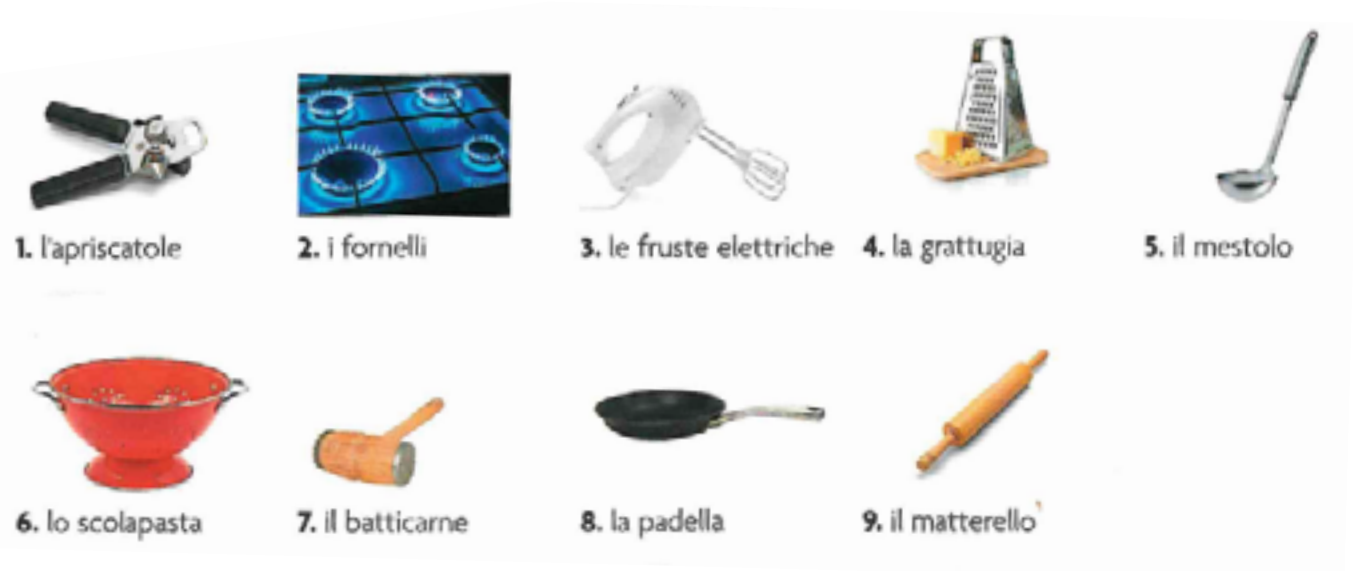 1. l'apriscatole 2. i fornelli 3. le fruste elettriche 4. la grattugia 5. il mestolo
6. lo scolapasta 7. il batticarne 8. la padella 9. il matterello